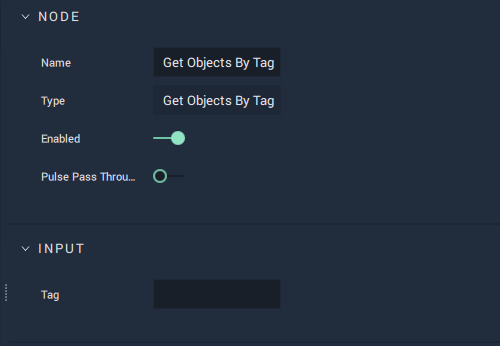 NODE
Name Get Objects By Tag
Type Get Objects By Tag
Enabled
Pulse Pass Throu...
INPUT
Tag